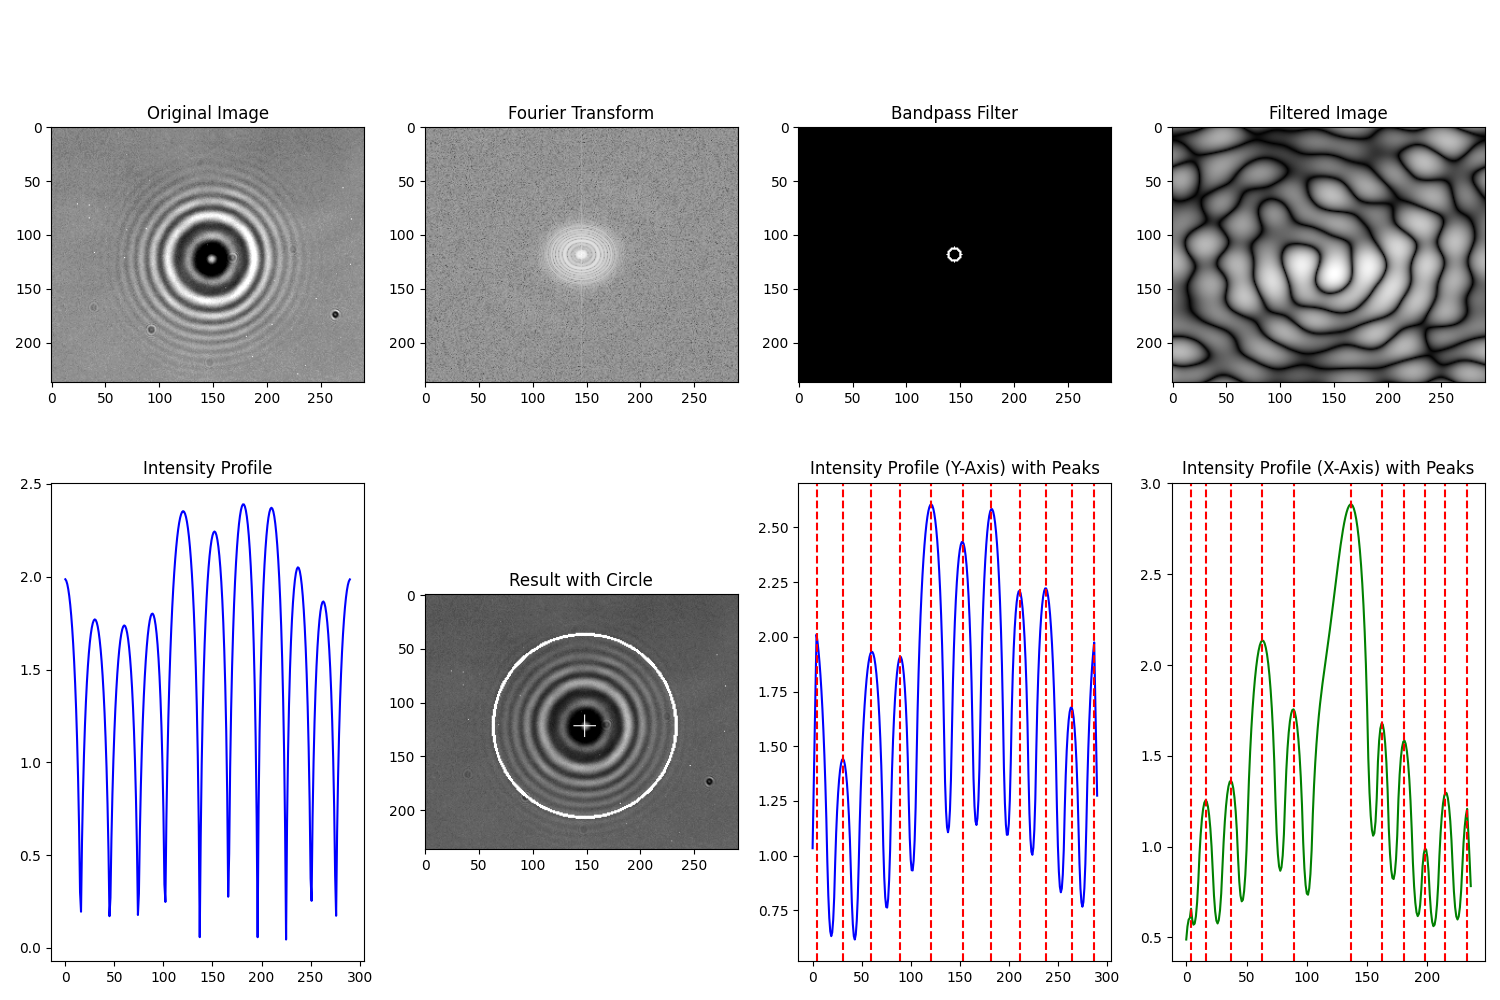 Original Image
Fourier Transform
Bandpass Filter
Filtered Image
0
50
100
150
200
0 50 100 150 200 250
0
50
100
150
200
0 50 100 150 200 250
0
50
100
150
200
0 50 100 150 200 250
0
50
100
150
200
0 50 100 150 200 250
Intensity Profile
2.5
2.0
1.5
1.0
0.5
0.0
0 50 100 150 200 250 300
Result with Circle
0
50
100
150
200
0 50 100 150 200 250
Intensity Profile (Y-Axis) with Peaks
2.50
2.25
2.00
1.75
1.50
1.25
1.00
0.75
0 50 100 150 200 250 300
Intensity Profile (X-Axis) with Peaks
3.0
2.5
2.0
1.5
1.0
0.5
0 50 100 150 200